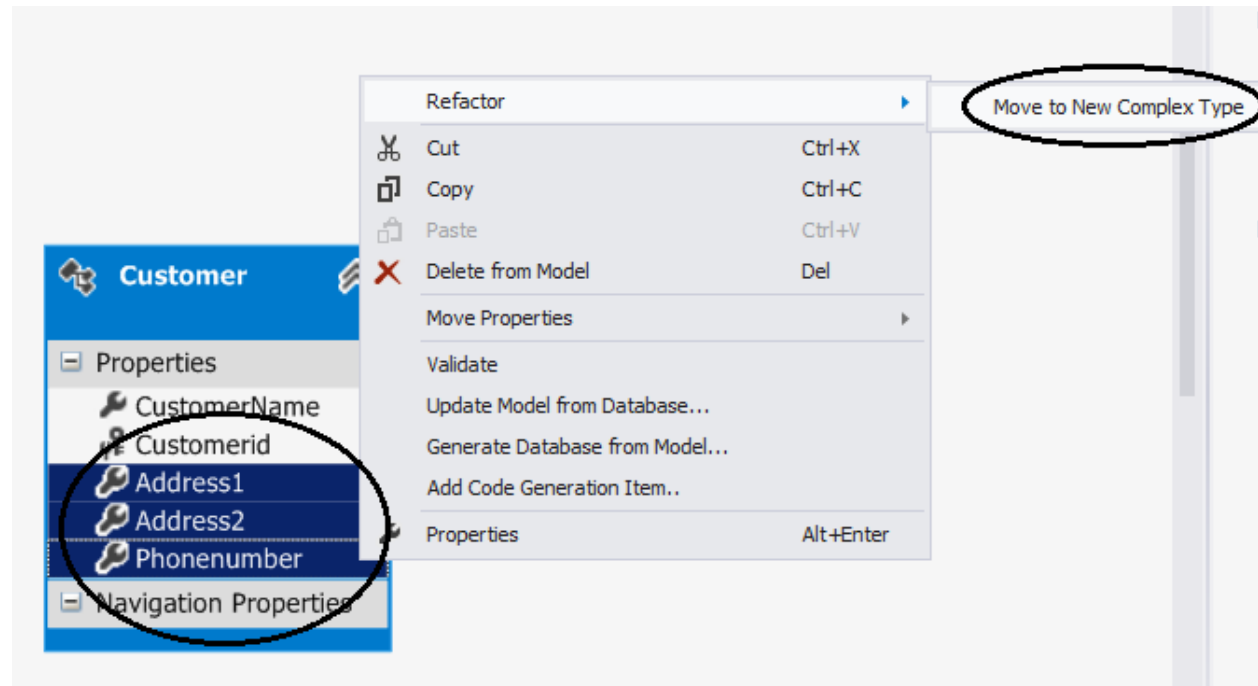 Refactor
Move to New Complex Type
Cut Ctrl+X
Copy Ctrl+C
Paste Ctrl+V
Delete from Model Del
Move Properties
Validate
Update Model from Database...
Generate Database from Model...
Add Code Generation Item..
Properties Alt+Enter
Customer
Properties
CustomerName
Customerid
Address1
Address2
Phonenumber
Navigation Properties